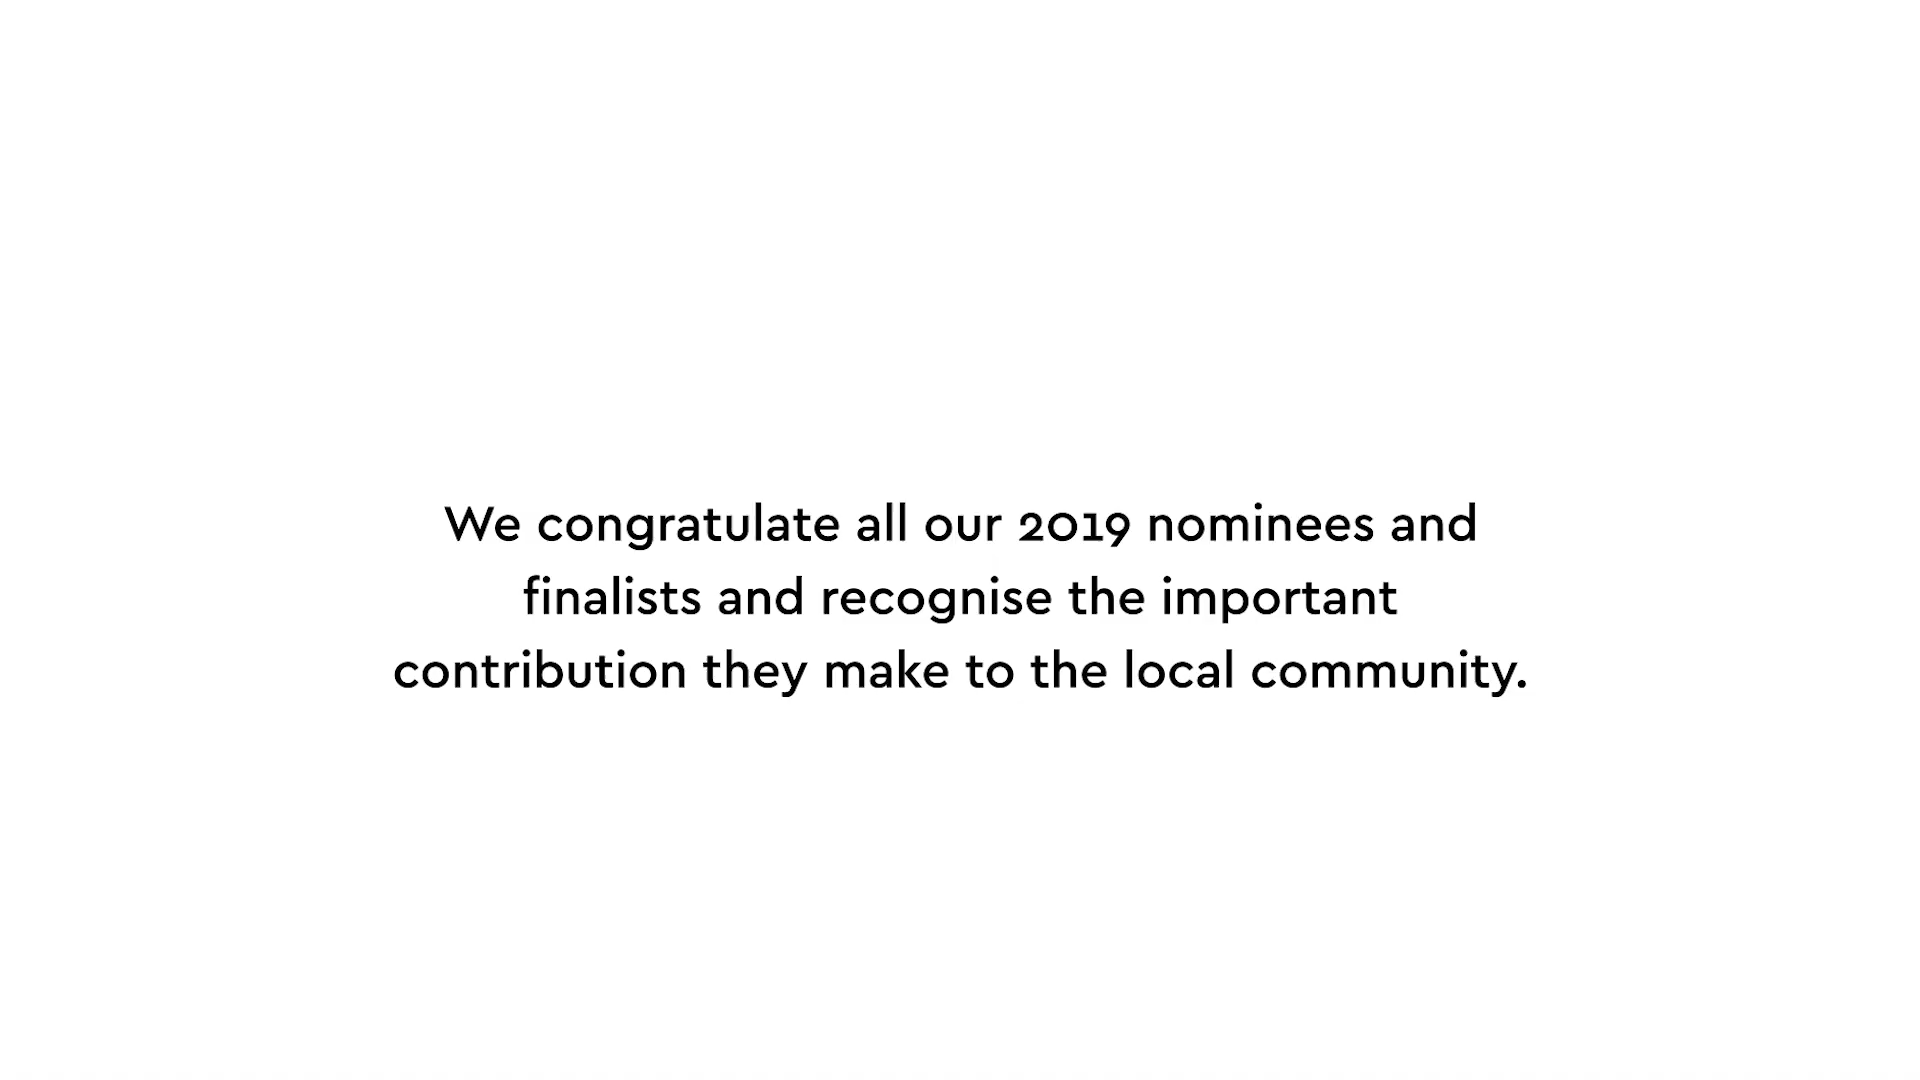 We congratulate all our 2019 nominees and
finalists and recognise the important
contribution they make to the local community.